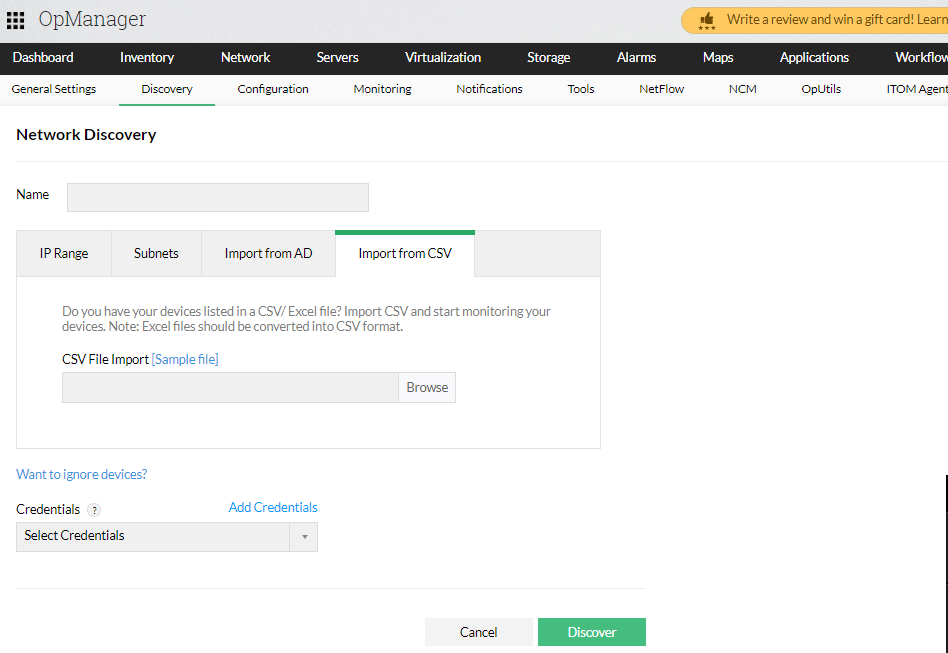 OpManager
Write a review and win a gift card! Learn
Dashboard Inventory Network Servers Virtualization Storage Alarms Maps Applications Workflow
General Settings Discovery Configuration Monitoring Notifications Tools NetFlow NCM OpUtils ITOM Agent
Network Discovery
Name
IP Range Subnets Import from AD Import from CSV
Do you have your devices listed in a CSV/ Excel file? Import CSV and start monitoring your
devices. Note: Excel files should be converted into CSV format.
CSV File Import [Sample file]
Browse
Want to ignore devices?
Credentials ? Add Credentials
Select Credentials
Cancel Discover